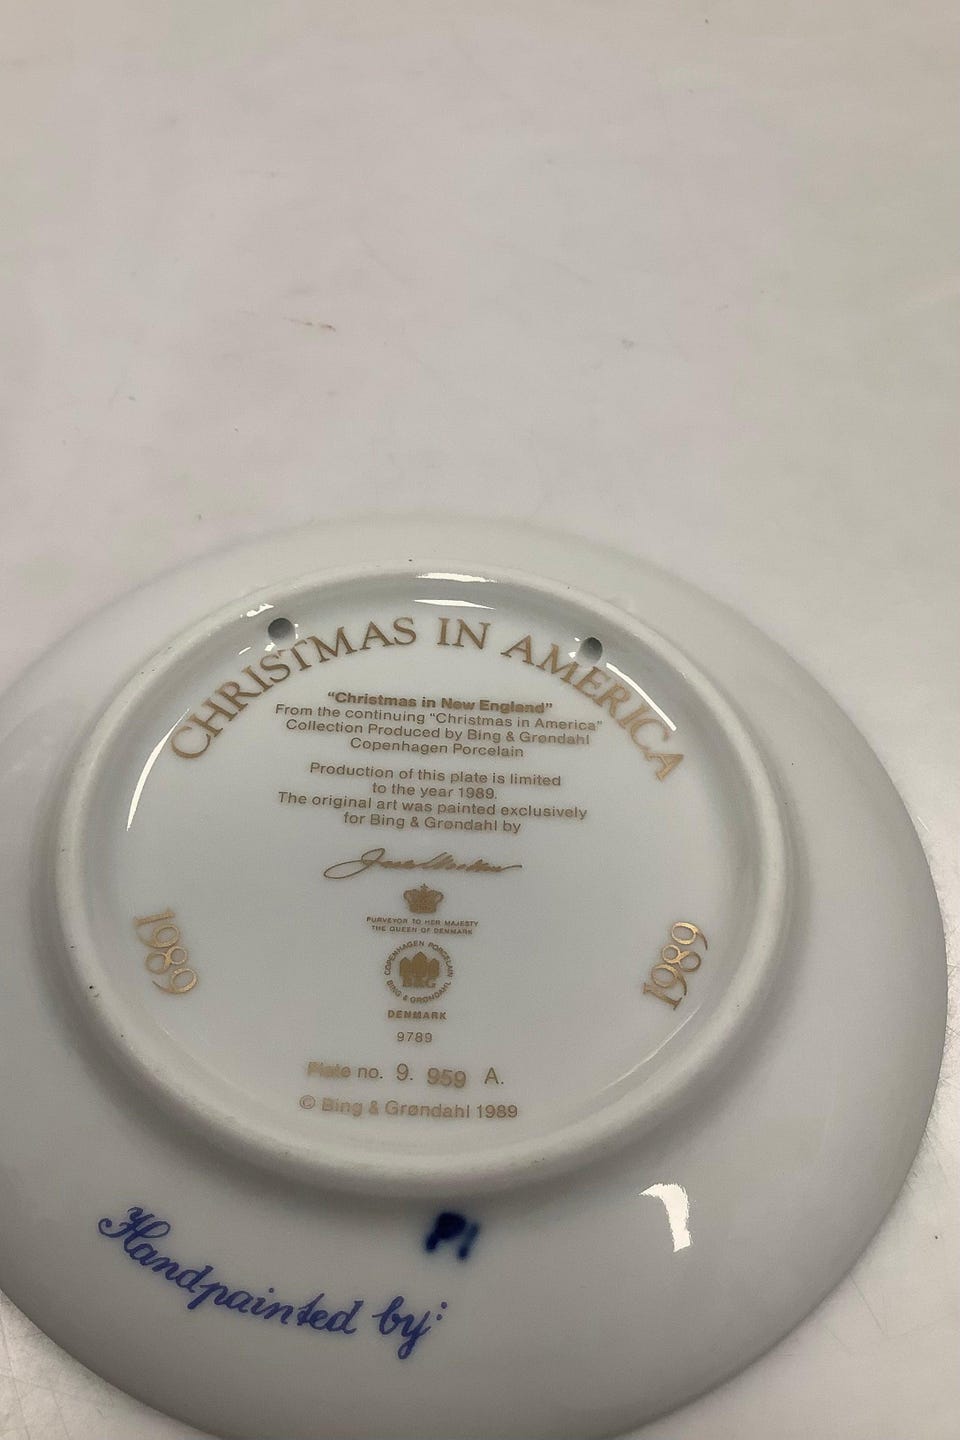 CHRISTMAS IN AMERICA
"Christmas in New England"
From the continuing "Christmas in America"
Collection Produced by Bing & Grøndahl
Copenhagen Porcelain
Production of this plate is limited
to the year 1989.
The original art was painted exclusively
for Bing & Grøndahl by
1989
1989
PURVEYOR TO HER MAJESTY
THE QUEEN OF DENMARK
COPENHAGEN PORCELAIN
B&G
BING & GRØNDAHL
DENMARK
9789
Plate no. 9. 959 A.
© Bing & Grøndahl 1989
PI
Handpainted by: